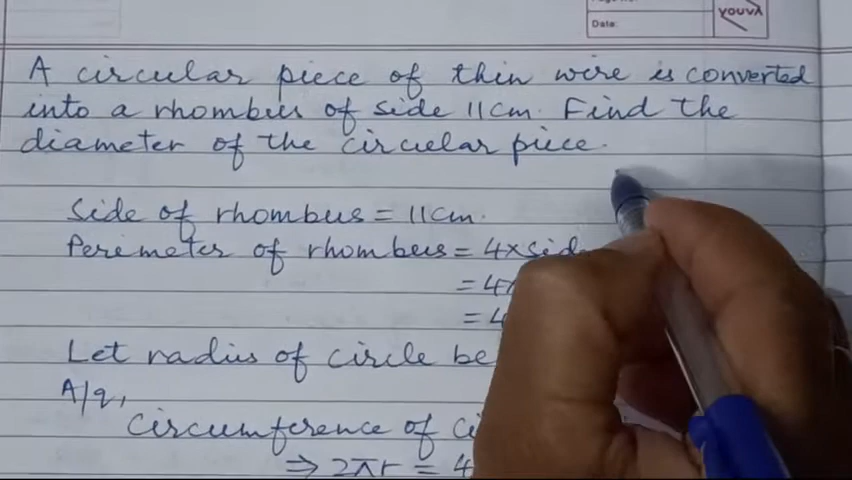 YOUVA
Date:
A circular piece of thin wire is converted
into a rhombus of side 11cm. Find the
diameter of the circular piece.
Side of rhombus = 11cm.
Perimeter of rhombus = 4×side
= 4×
= 4
Let radius of circle be
A/q,
circumference of ci
⇒ 2πr = 4